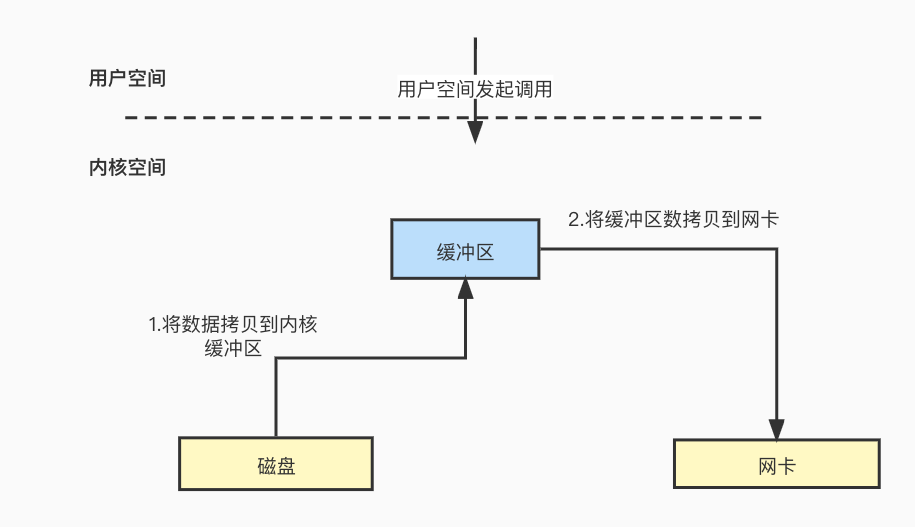 用户空间
用户空间发起调用
内核空间
2.将缓冲区数拷贝到网卡
缓冲区
1.将数据拷贝到内核
缓冲区
磁盘
网卡